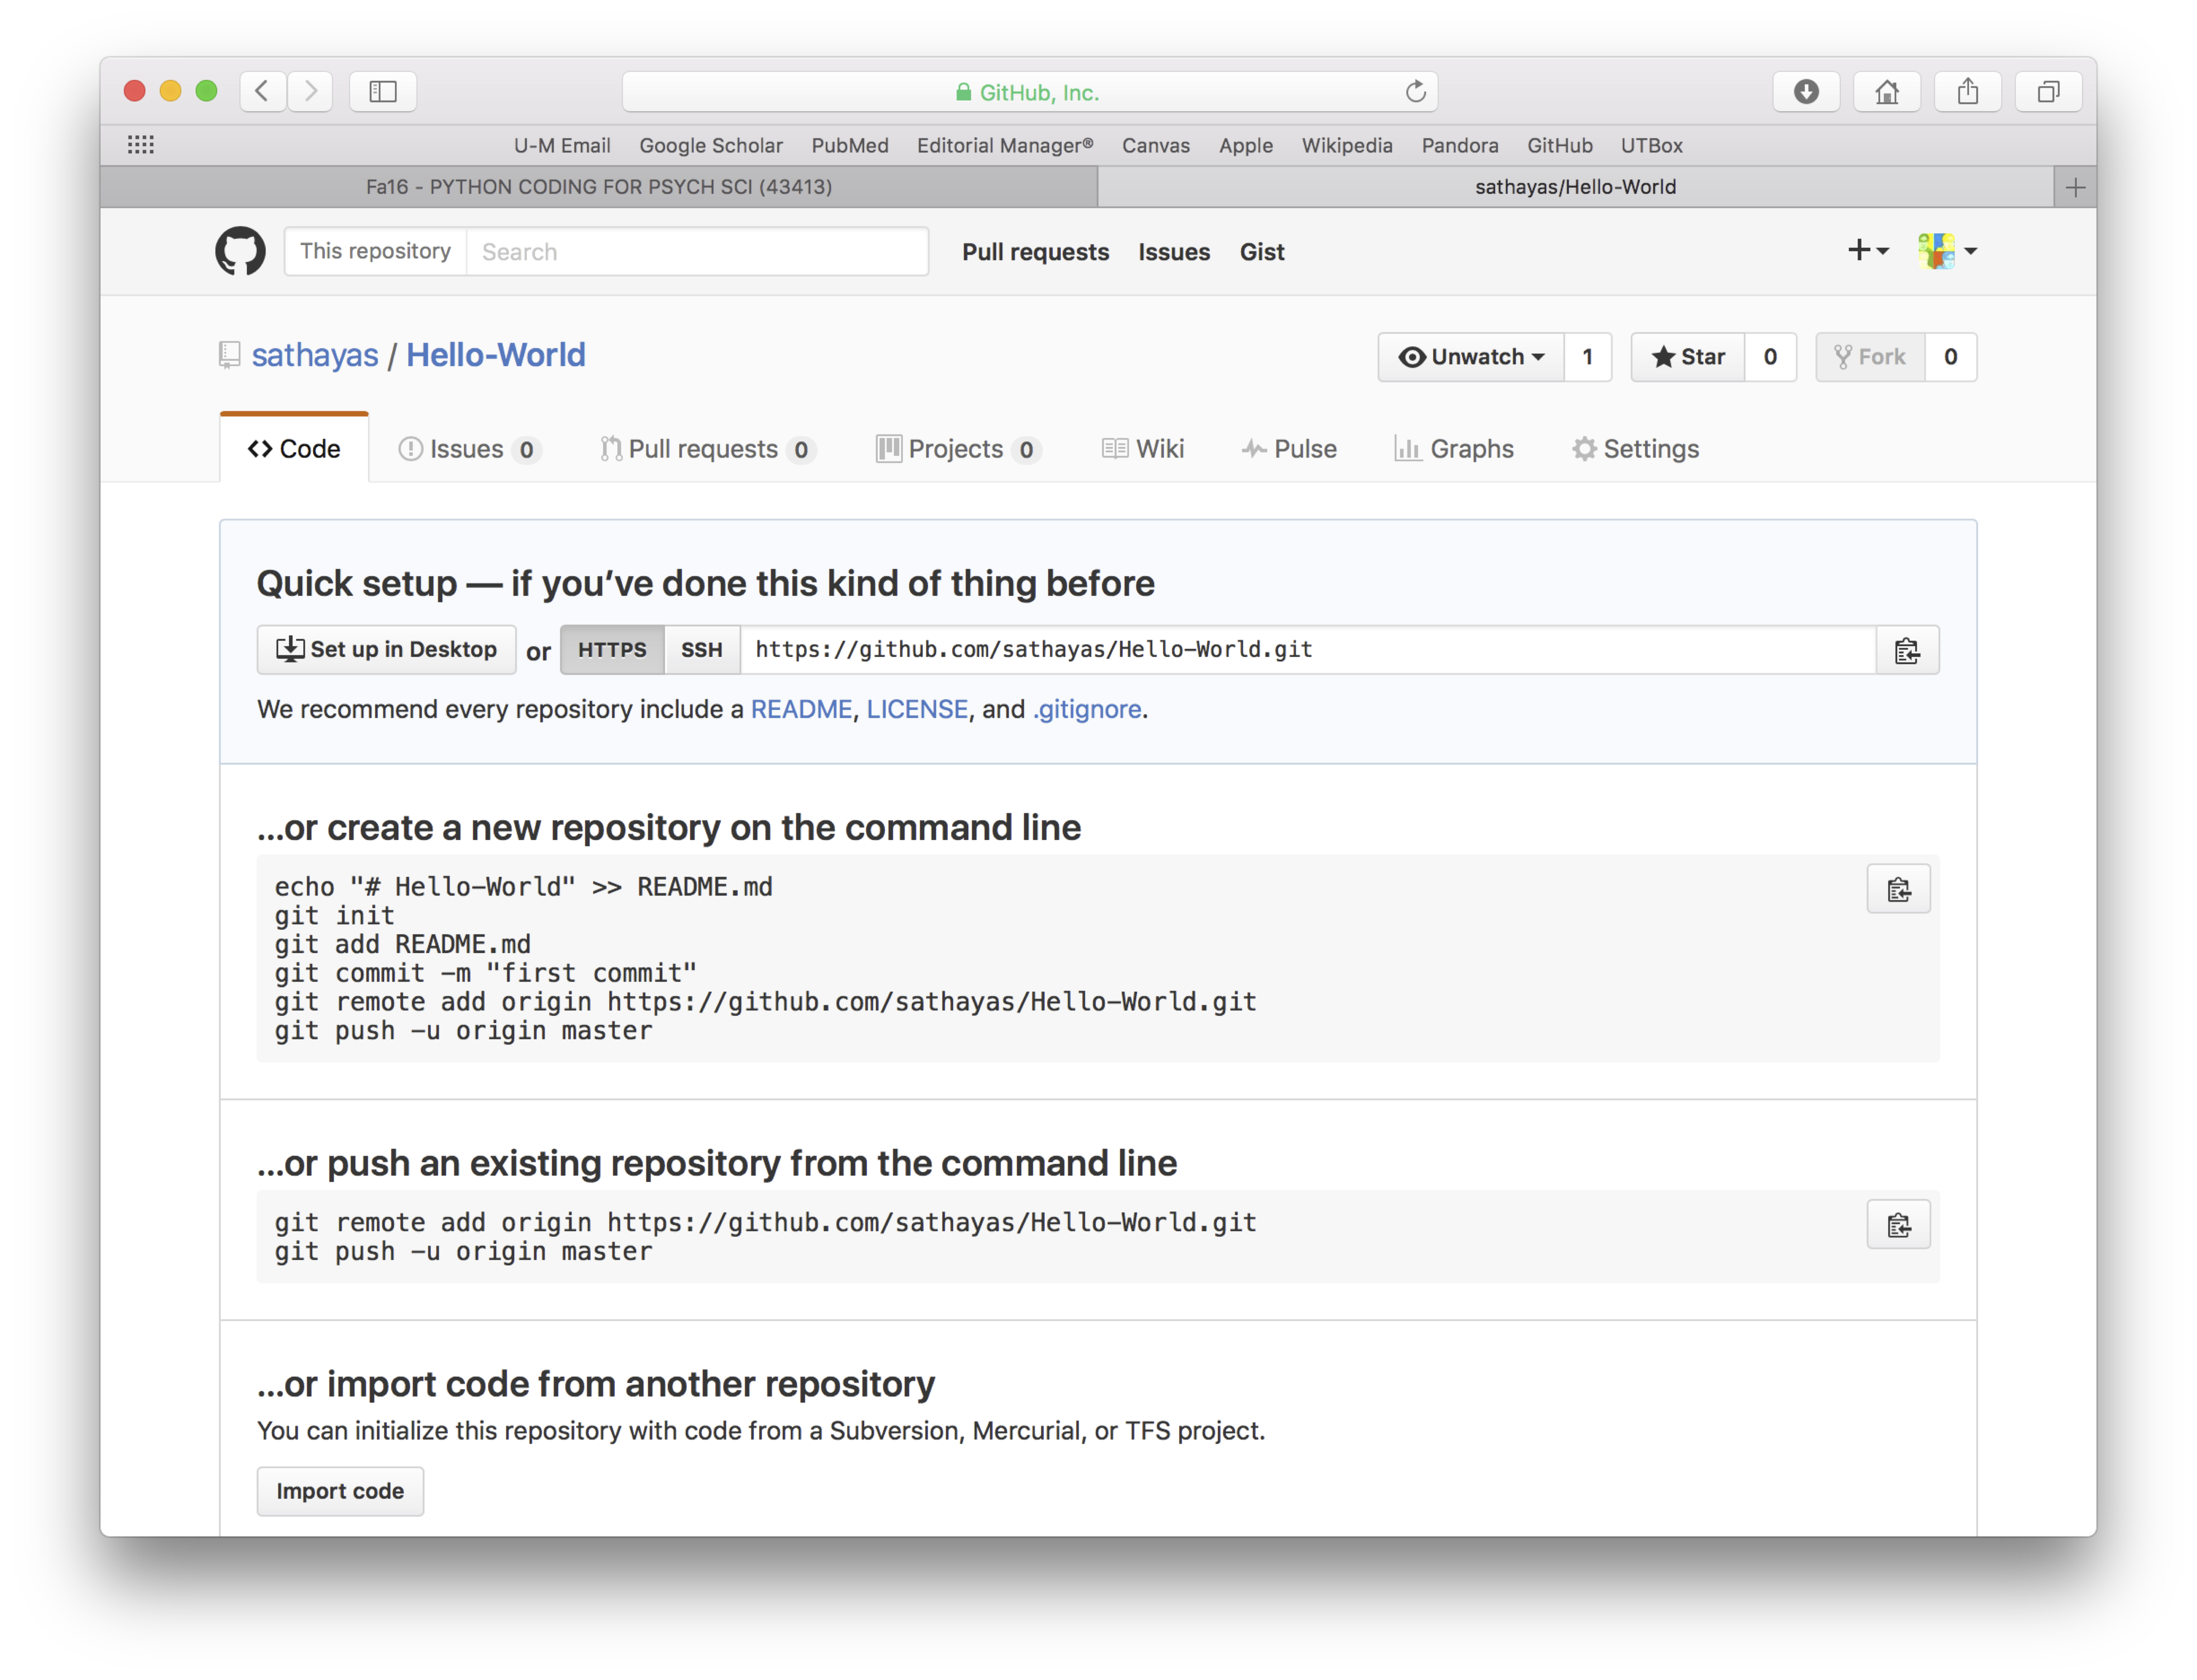 GitHub, Inc.
U-M Email Google Scholar PubMed Editorial Manager® Canvas Apple Wikipedia Pandora GitHub UTBox
Fa16 - PYTHON CODING FOR PSYCH SCI (43413) sathayas/Hello-World
This repository Search Pull requests Issues Gist
sathayas / Hello-World Unwatch 1 Star 0 Fork 0
Code Issues 0 Pull requests 0 Projects 0 Wiki Pulse Graphs Settings
Quick setup — if you’ve done this kind of thing before
Set up in Desktop or HTTPS SSH https://github.com/sathayas/Hello-World.git
We recommend every repository include a README, LICENSE, and .gitignore.
…or create a new repository on the command line
echo "# Hello-World" >> README.md
git init
git add README.md
git commit -m "first commit"
git remote add origin https://github.com/sathayas/Hello-World.git
git push -u origin master
…or push an existing repository from the command line
git remote add origin https://github.com/sathayas/Hello-World.git
git push -u origin master
…or import code from another repository
You can initialize this repository with code from a Subversion, Mercurial, or TFS project.
Import code